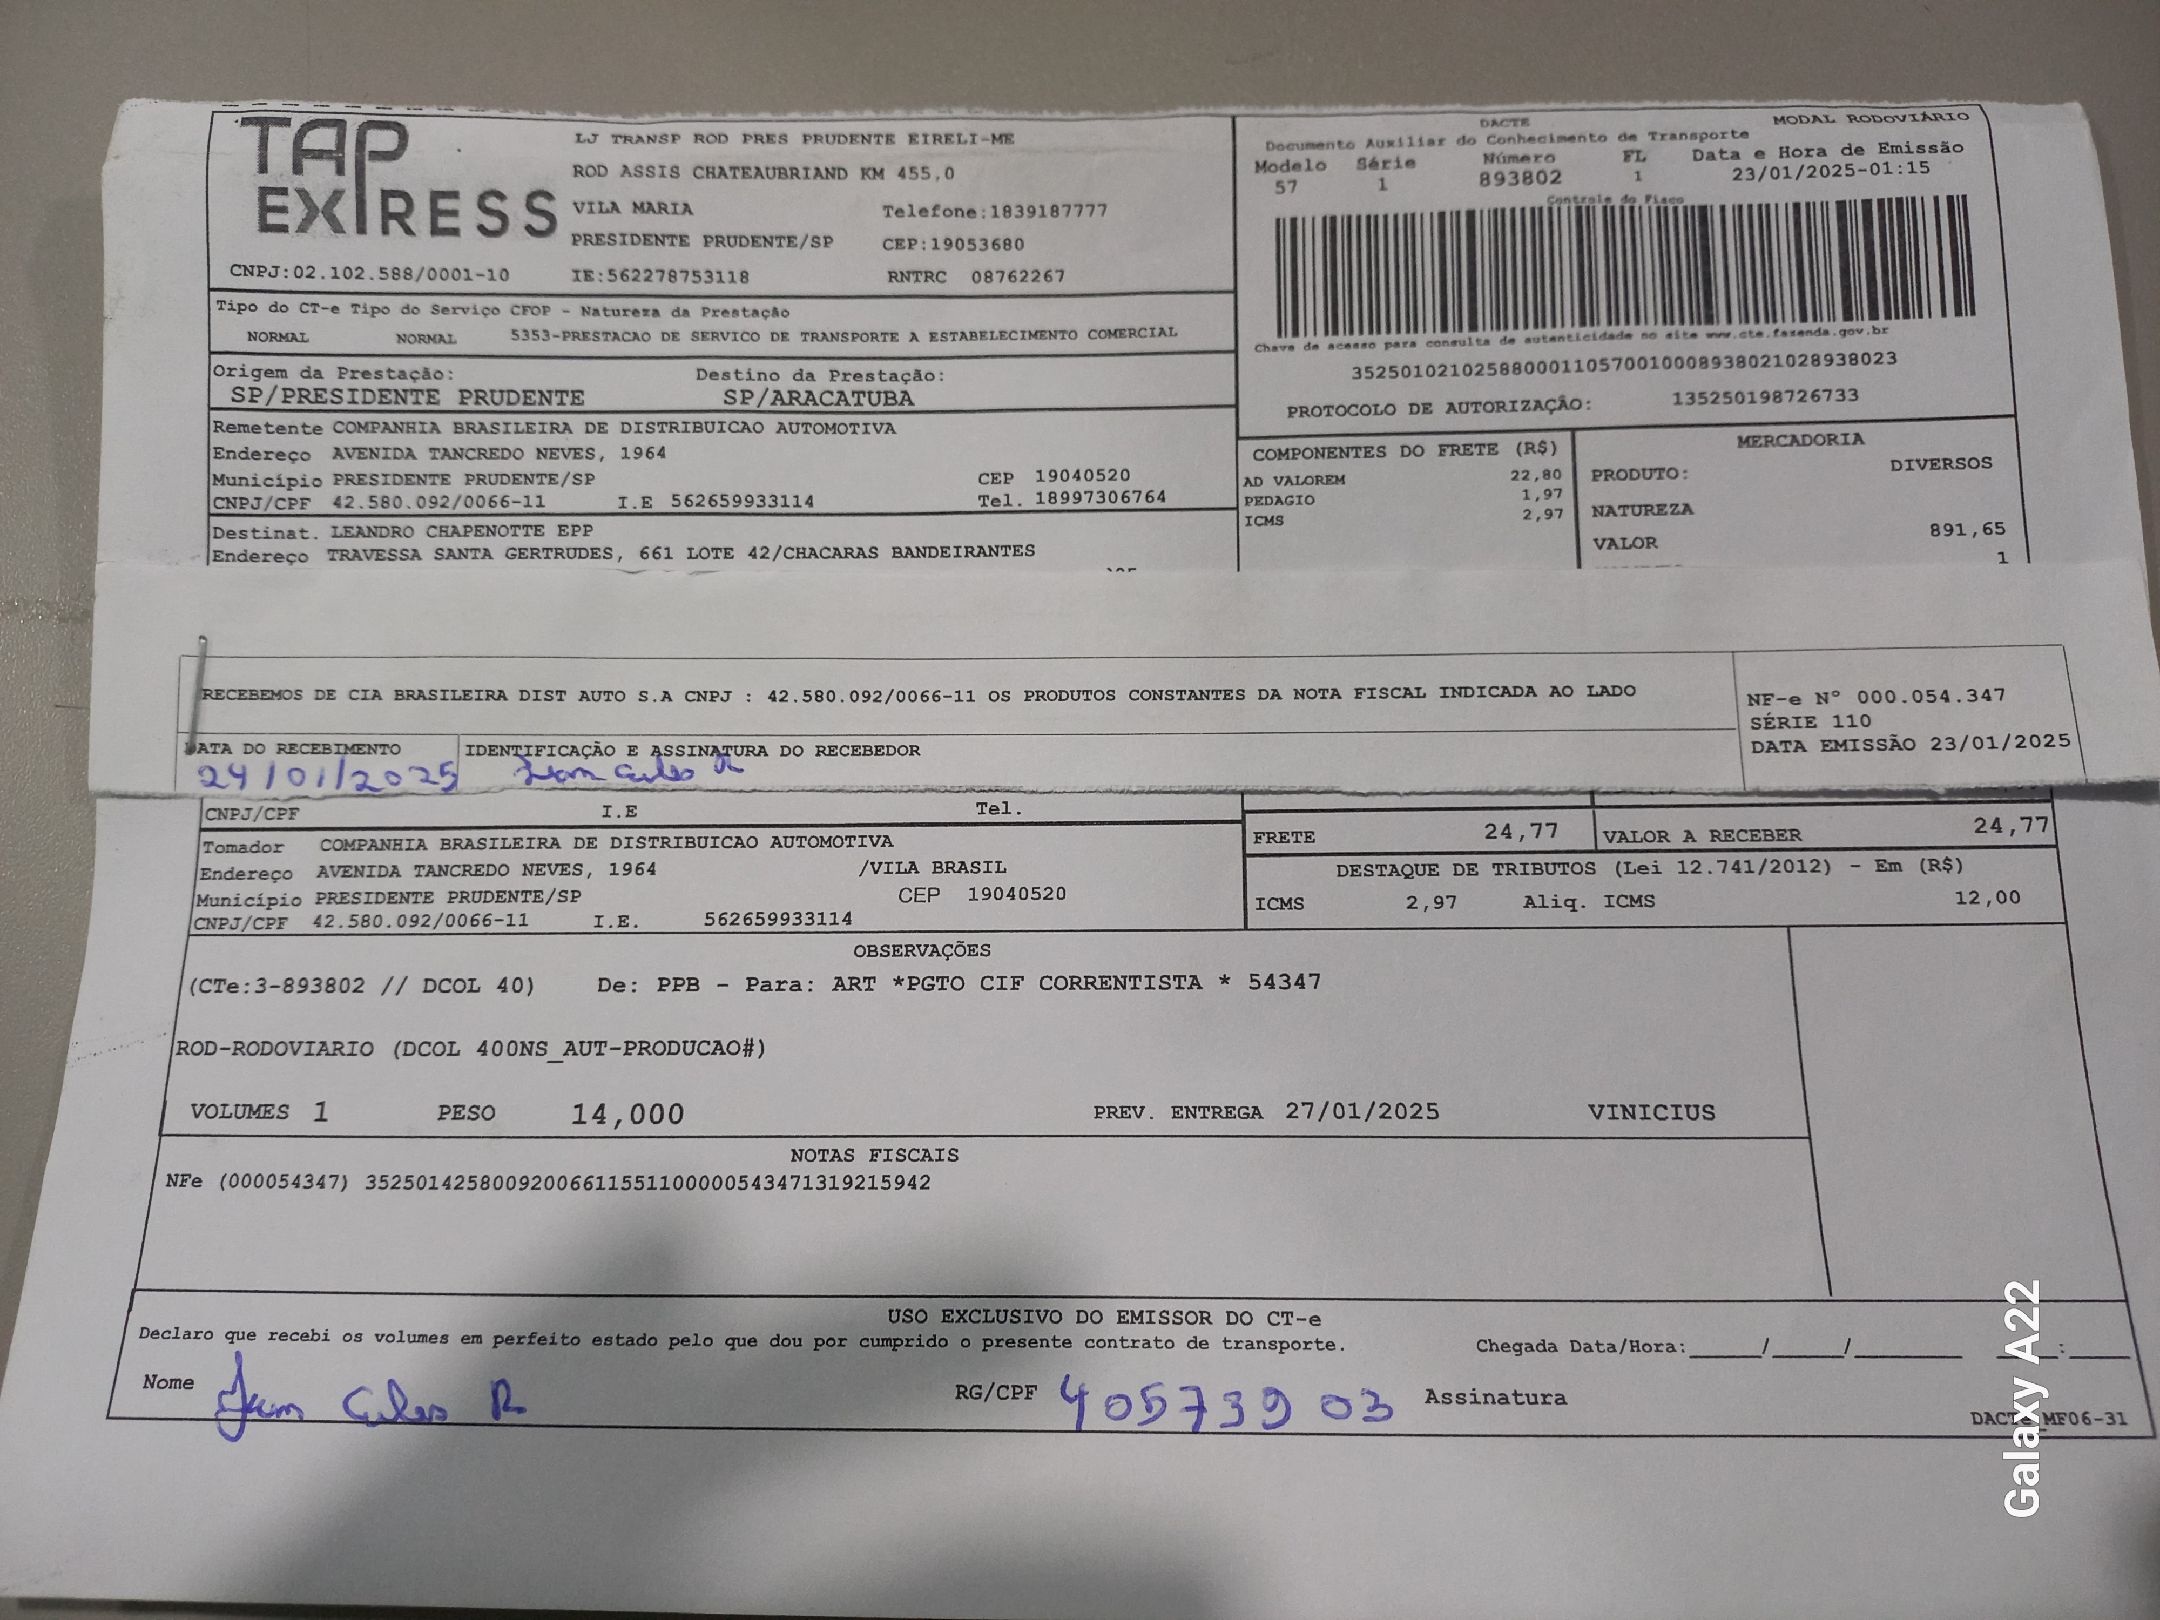 TAP EXPRESS
LJ TRANSP ROD PRES PRUDENTE EIRELI-ME
ROD ASSIS CHATEAUBRIAND KM 455,0
VILA MARIA Telefone:1839187777
PRESIDENTE PRUDENTE/SP CEP:19053680
CNPJ:02.102.588/0001-10 IE:562278753118 RNTRC 08762267
DACTE MODAL RODOVIÁRIO
Documento Auxiliar do Conhecimento de Transporte
Modelo Série Número FL Data e Hora de Emissão
57 1 893802 1 23/01/2025-01:15
Controle do Fisco
Chave de acesso para consulta de autenticidade no site www.cte.fazenda.gov.br
35250102102588000110570010008938021028938023
PROTOCOLO DE AUTORIZAÇÃO: 135250198726733
Tipo do CT-e Tipo do Serviço CFOP - Natureza da Prestação
NORMAL NORMAL 5353-PRESTACAO DE SERVICO DE TRANSPORTE A ESTABELECIMENTO COMERCIAL
Origem da Prestação: Destino da Prestação:
SP/PRESIDENTE PRUDENTE SP/ARACATUBA
Remetente COMPANHIA BRASILEIRA DE DISTRIBUICAO AUTOMOTIVA
Endereço AVENIDA TANCREDO NEVES, 1964
Município PRESIDENTE PRUDENTE/SP CEP 19040520
CNPJ/CPF 42.580.092/0066-11 I.E 562659933114 Tel. 18997306764
Destinat. LEANDRO CHAPENOTTE EPP
Endereço TRAVESSA SANTA GERTRUDES, 661 LOTE 42/CHACARAS BANDEIRANTES
COMPONENTES DO FRETE (R$)
AD VALOREM 22,80
PEDAGIO 1,97
ICMS 2,97
MERCADORIA
PRODUTO: DIVERSOS
NATUREZA
VALOR 891,65
1
RECEBEMOS DE CIA BRASILEIRA DIST AUTO S.A CNPJ : 42.580.092/0066-11 OS PRODUTOS CONSTANTES DA NOTA FISCAL INDICADA AO LADO
NF-e Nº 000.054.347
SÉRIE 110
DATA EMISSÃO 23/01/2025
DATA DO RECEBIMENTO IDENTIFICAÇÃO E ASSINATURA DO RECEBEDOR
24/01/2025
CNPJ/CPF I.E Tel.
Tomador COMPANHIA BRASILEIRA DE DISTRIBUICAO AUTOMOTIVA
Endereço AVENIDA TANCREDO NEVES, 1964 /VILA BRASIL
Município PRESIDENTE PRUDENTE/SP CEP 19040520
CNPJ/CPF 42.580.092/0066-11 I.E. 562659933114
FRETE 24,77 VALOR A RECEBER 24,77
DESTAQUE DE TRIBUTOS (Lei 12.741/2012) - Em (R$)
ICMS 2,97 Aliq. ICMS 12,00
OBSERVAÇÕES
(CTe:3-893802 // DCOL 40) De: PPB - Para: ART *PGTO CIF CORRENTISTA * 54347
ROD-RODOVIARIO (DCOL 400NS_AUT-PRODUCAO#)
VOLUMES 1 PESO 14,000 PREV. ENTREGA 27/01/2025 VINICIUS
NOTAS FISCAIS
NFe (000054347) 35250142580092006611551100000543471319215942
USO EXCLUSIVO DO EMISSOR DO CT-e
Declaro que recebi os volumes em perfeito estado pelo que dou por cumprido o presente contrato de transporte. Chegada Data/Hora:_____/_____/________ ____:____
Nome RG/CPF 40573903 Assinatura
DACTE MF06-31
Galaxy A22